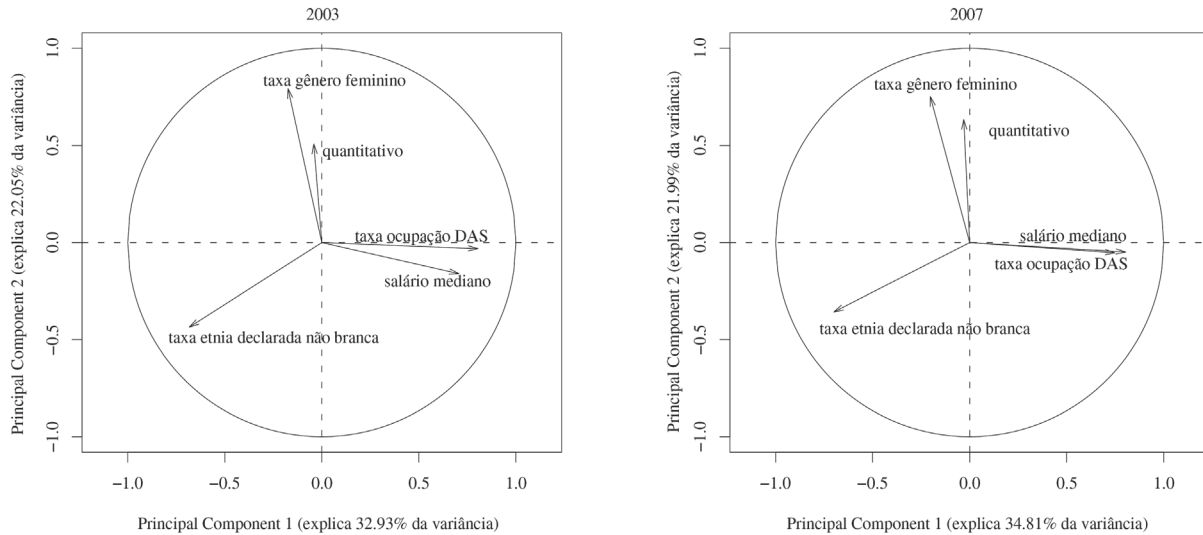 2003
Principal Component 2 (explica 22.05% da variância)
1.0
0.5
0.0
−0.5
−1.0
taxa gênero feminino
quantitativo
taxa ocupação DAS
salário mediano
taxa etnia declarada não branca
−1.0 −0.5 0.0 0.5 1.0
Principal Component 1 (explica 32.93% da variância)
2007
Principal Component 2 (explica 21.99% da variância)
1.0
0.5
0.0
−0.5
−1.0
taxa gênero feminino
quantitativo
salário mediano
taxa ocupação DAS
taxa etnia declarada não branca
−1.0 −0.5 0.0 0.5 1.0
Principal Component 1 (explica 34.81% da variância)